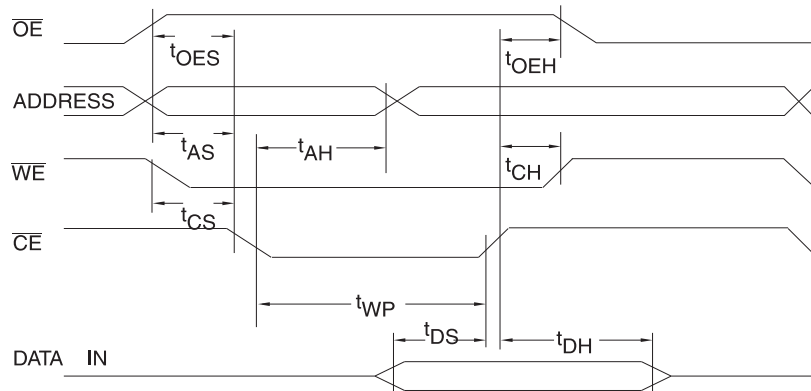 OE
tOES
tOEH
ADDRESS
tAS
tAH
WE
tCH
tCS
CE
tWP
tDS
tDH
DATA IN